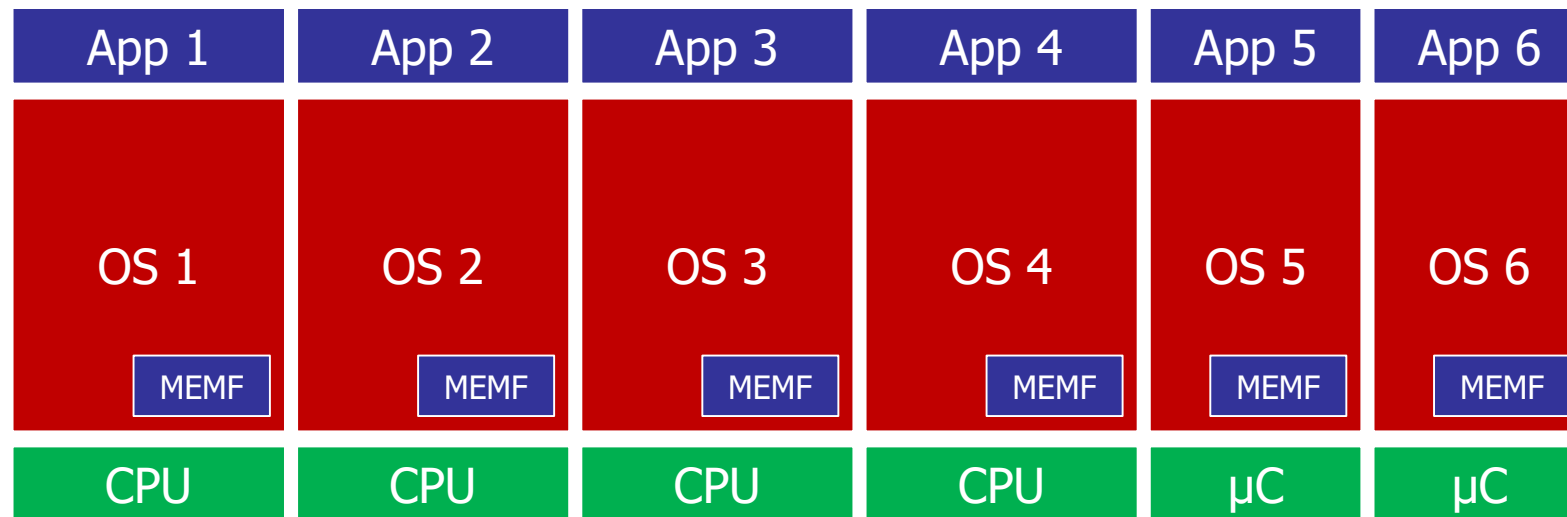 App 1 App 2 App 3 App 4 App 5 App 6
OS 1 OS 2 OS 3 OS 4 OS 5 OS 6
MEMF MEMF MEMF MEMF MEMF MEMF
CPU CPU CPU CPU µC µC